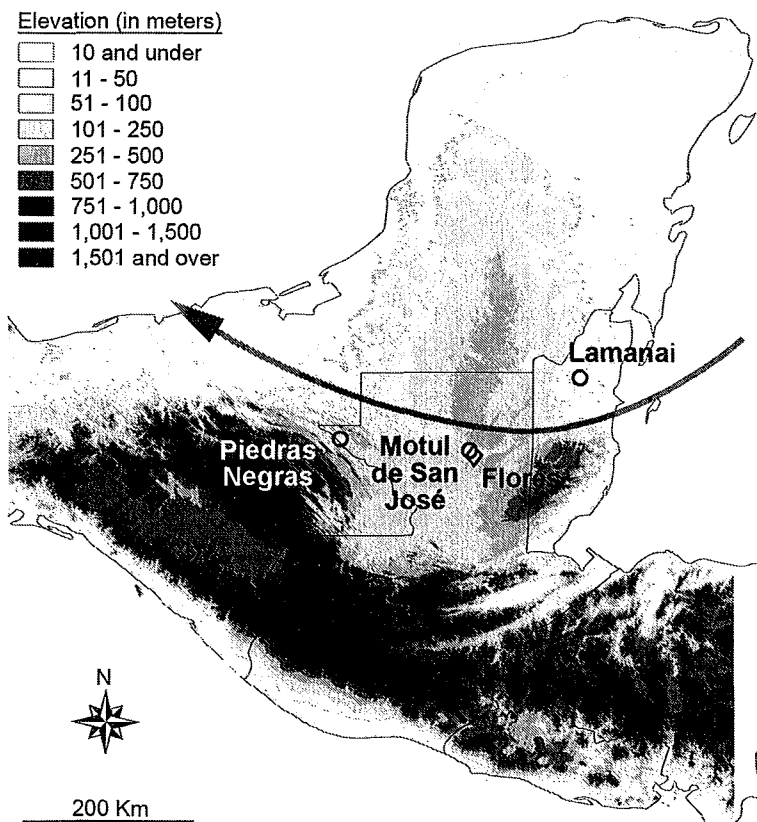 Elevation (in meters)
10 and under
11 - 50
51 - 100
101 - 250
251 - 500
501 - 750
751 - 1,000
1,001 - 1,500
1,501 and over
Lamanai
Piedras
Negras
Motul
de San
José
Flores
N
200 Km